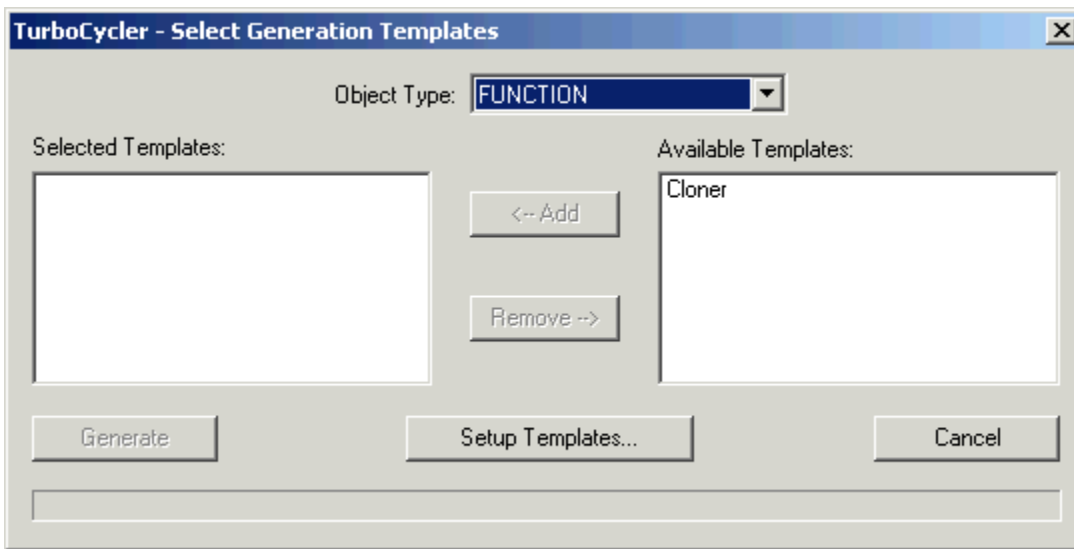 TurboCycler - Select Generation Templates
Object Type: FUNCTION
Selected Templates:
Available Templates:
Cloner
<-- Add
Remove -->
Generate
Setup Templates...
Cancel